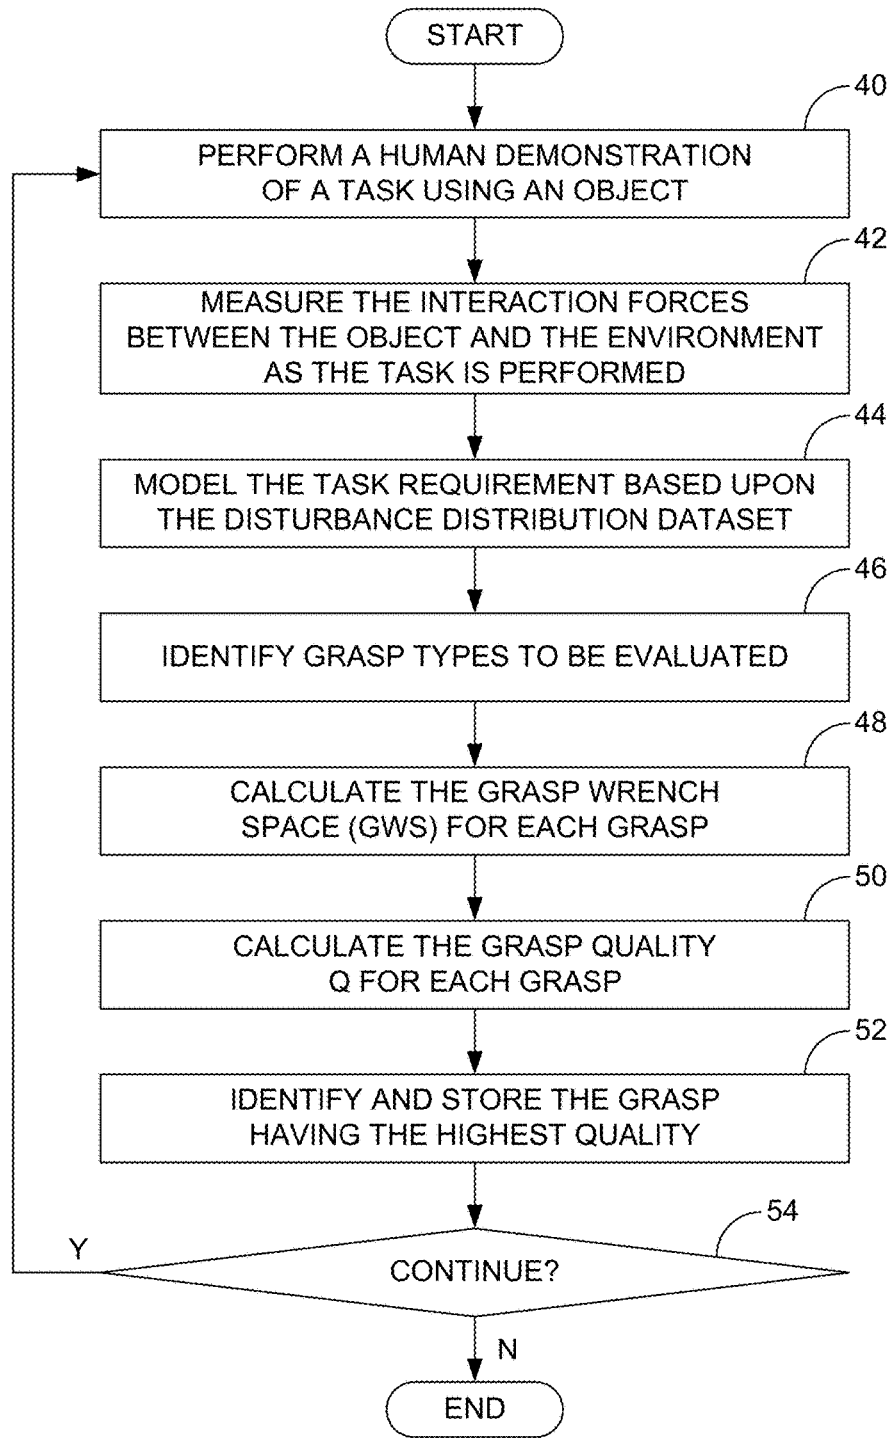 START
40
PERFORM A HUMAN DEMONSTRATION
OF A TASK USING AN OBJECT
42
MEASURE THE INTERACTION FORCES
BETWEEN THE OBJECT AND THE ENVIRONMENT
AS THE TASK IS PERFORMED
44
MODEL THE TASK REQUIREMENT BASED UPON
THE DISTURBANCE DISTRIBUTION DATASET
46
IDENTIFY GRASP TYPES TO BE EVALUATED
48
CALCULATE THE GRASP WRENCH
SPACE (GWS) FOR EACH GRASP
50
CALCULATE THE GRASP QUALITY
Q FOR EACH GRASP
52
IDENTIFY AND STORE THE GRASP
HAVING THE HIGHEST QUALITY
54
Y
CONTINUE?
N
END